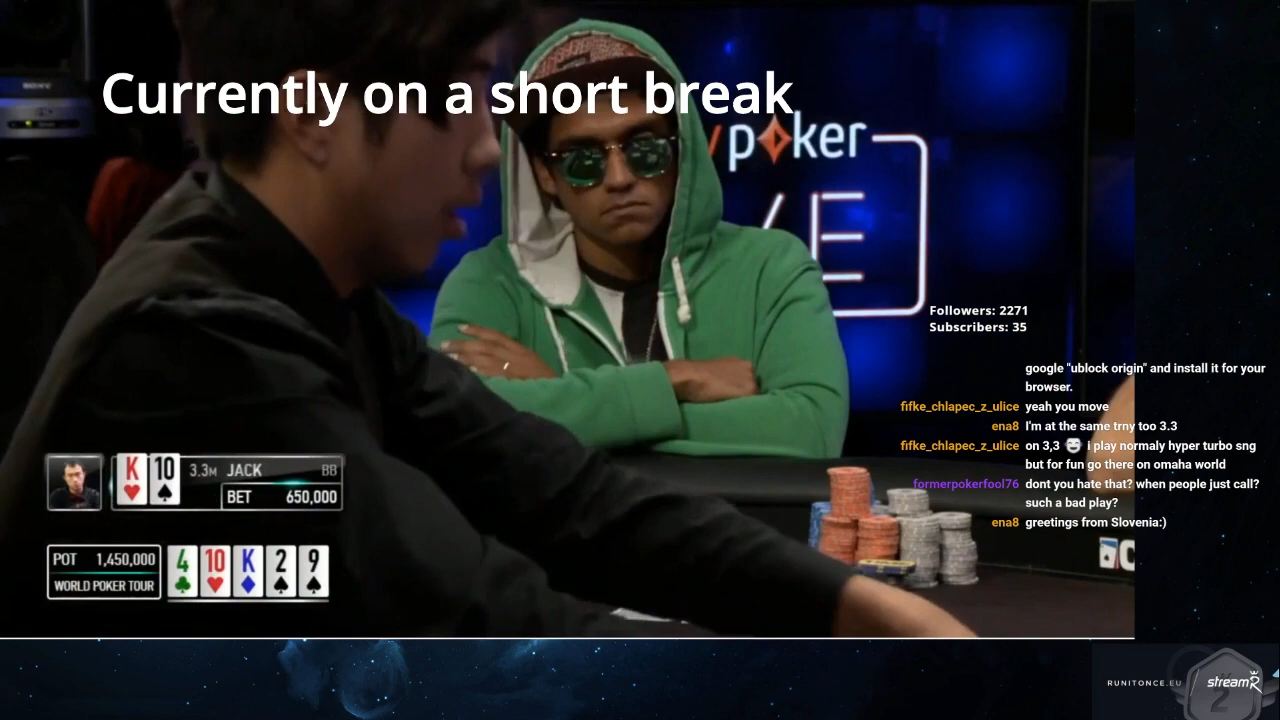 SONY
Currently on a short break
poker
E
Followers: 2271
Subscribers: 35
google "ublock origin" and install it for your
browser.
fifke_chlapec_z_ulice yeah you move
ena8 I'm at the same trny too 3.3
fifke_chlapec_z_ulice on 3,3 i play normaly hyper turbo sng
but for fun go there on omaha world
formerpokerfool76 dont you hate that? when people just call?
such a bad play?
ena8 greetings from Slovenia:)
K 10 3.3M JACK BB
BET 650,000
POT 1,450,000
4 10 K 2 9
WORLD POKER TOUR
RUNITONCE.EU
streamR
2